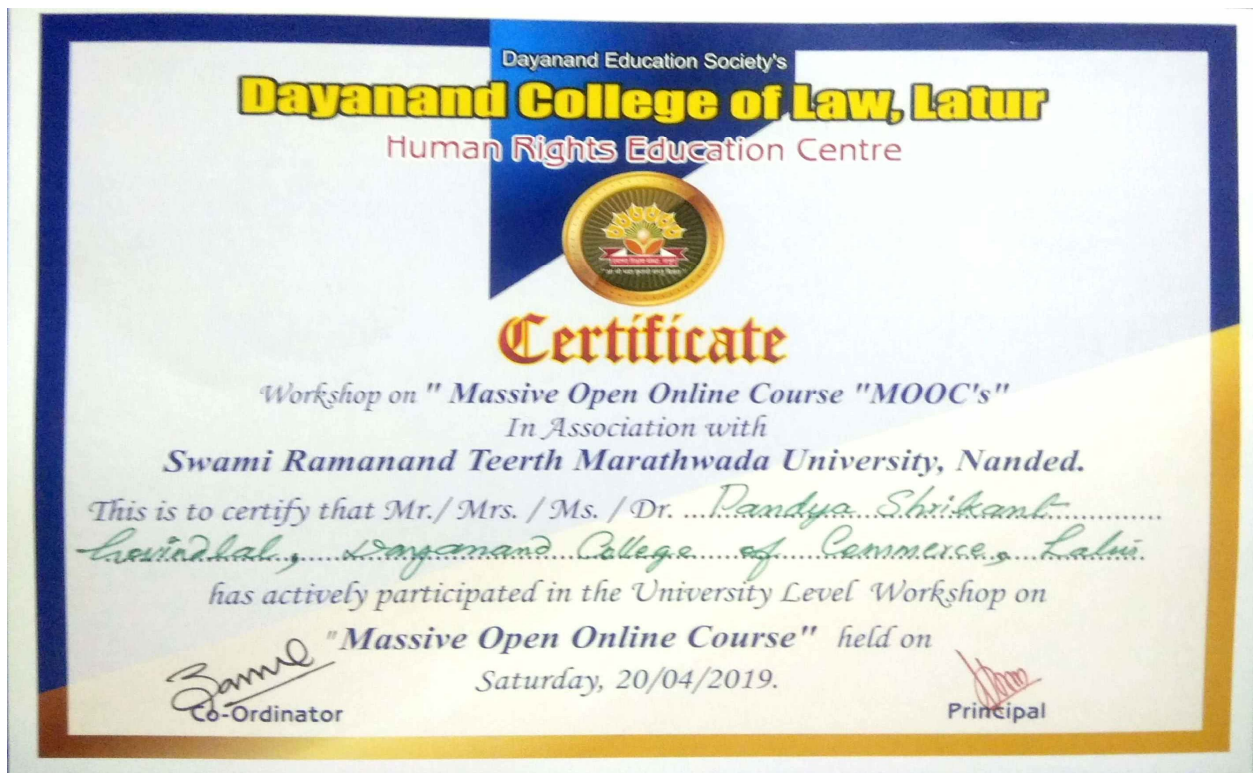 Dayanand Education Society's
Dayanand College of Law, Latur
Human Rights Education Centre
Certificate
Workshop on " Massive Open Online Course "MOOC's"
In Association with
Swami Ramanand Teerth Marathwada University, Nanded.
This is to certify that Mr./ Mrs. / Ms. / Dr. ...Pandya Shrikant
Govindlal, Dayanand College of Commerce, Latur.
has actively participated in the University Level Workshop on
"Massive Open Online Course" held on
Saturday, 20/04/2019.
Co-Ordinator
Principal